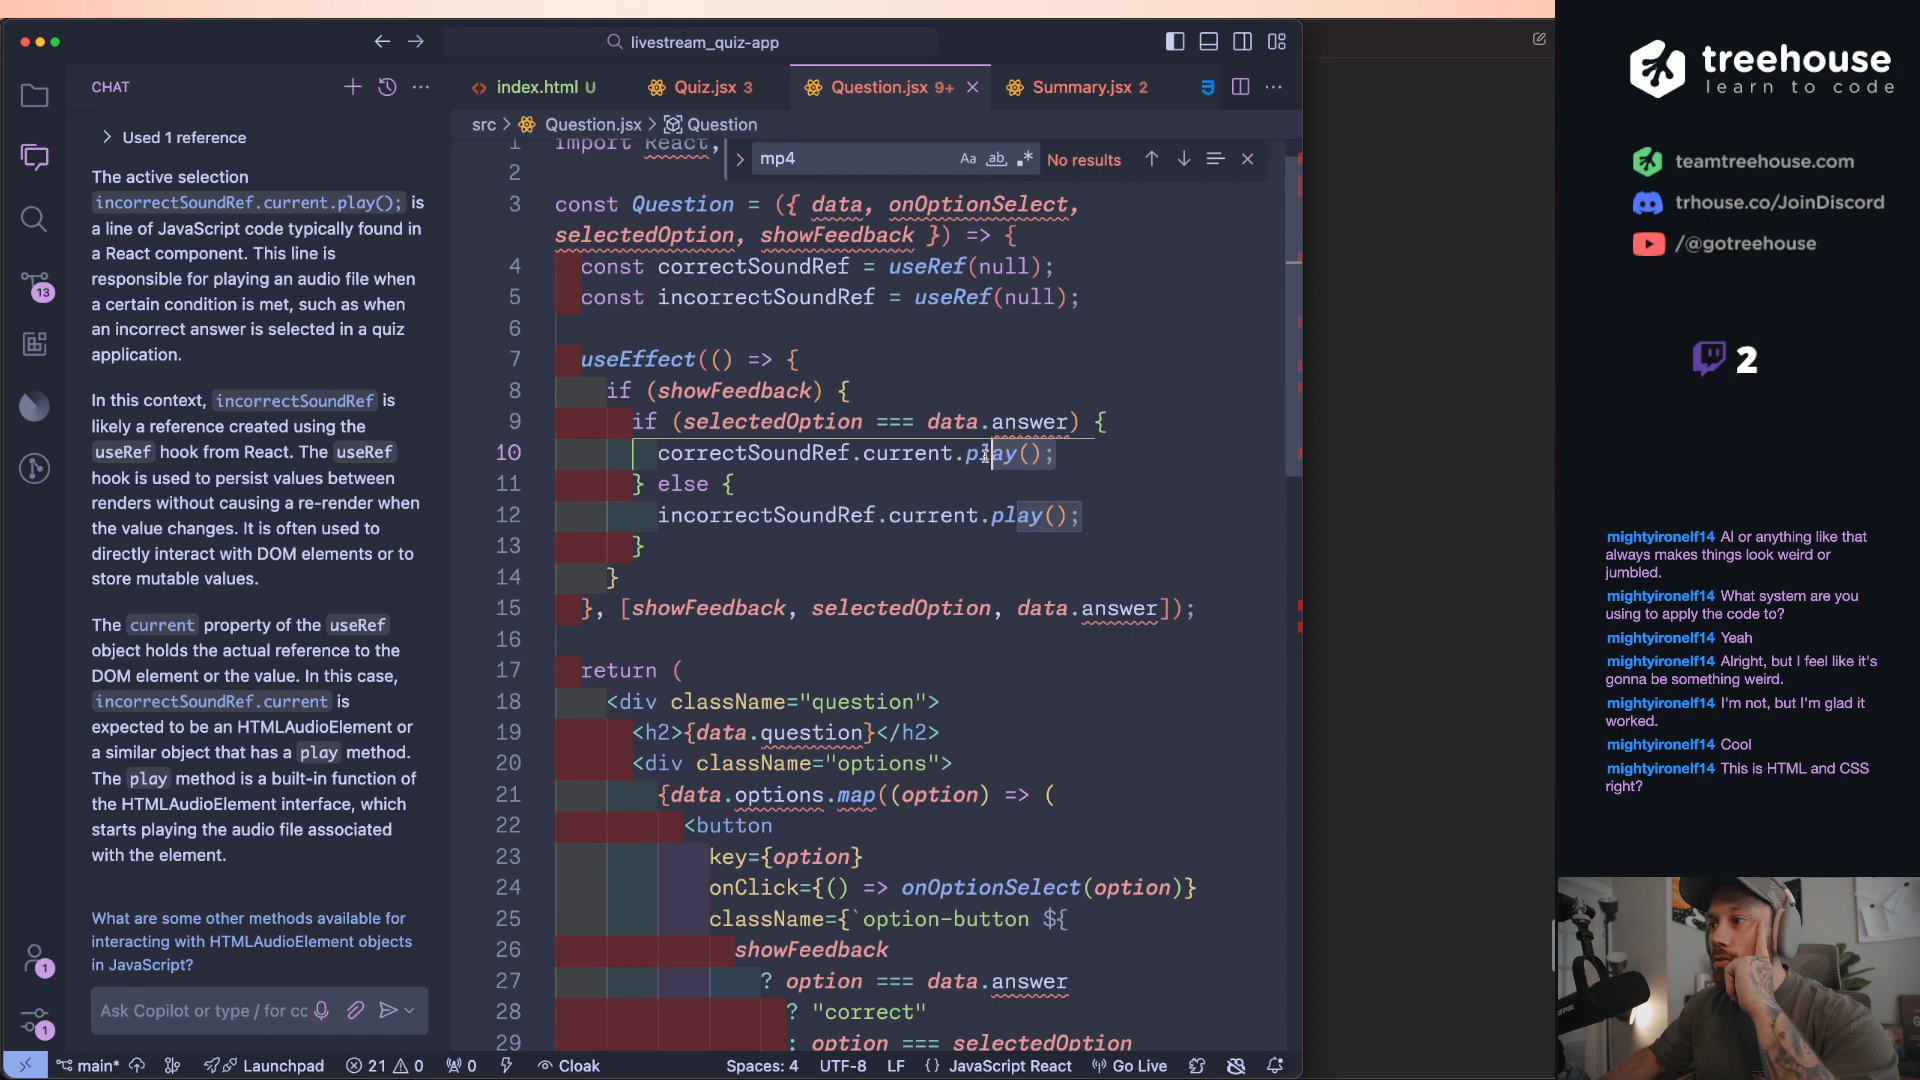 livestream_quiz-app
CHAT
index.html U
Quiz.jsx 3
Question.jsx 9+
Summary.jsx 2
src > Question.jsx > Question
mp4
Aa
ab
No results
Used 1 reference
The active selection
incorrectSoundRef.current.play(); is
a line of JavaScript code typically found in
a React component. This line is
responsible for playing an audio file when
a certain condition is met, such as when
an incorrect answer is selected in a quiz
application.
In this context, incorrectSoundRef is
likely a reference created using the
useRef hook from React. The useRef
hook is used to persist values between
renders without causing a re-render when
the value changes. It is often used to
directly interact with DOM elements or to
store mutable values.
The current property of the useRef
object holds the actual reference to the
DOM element or the value. In this case,
incorrectSoundRef.current is
expected to be an HTMLAudioElement or
a similar object that has a play method.
The play method is a built-in function of
the HTMLAudioElement interface, which
starts playing the audio file associated
with the element.
What are some other methods available for
interacting with HTMLAudioElement objects
in JavaScript?
Ask Copilot or type / for cc
13
1
1
1 import React,
2
3 const Question = ({ data, onOptionSelect,
selectedOption, showFeedback }) => {
4 const correctSoundRef = useRef(null);
5 const incorrectSoundRef = useRef(null);
6
7 useEffect(() => {
8 if (showFeedback) {
9 if (selectedOption === data.answer) {
10 correctSoundRef.current.play();
11 } else {
12 incorrectSoundRef.current.play();
13 }
14 }
15 }, [showFeedback, selectedOption, data.answer]);
16
17 return (
18 <div className="question">
19 <h2>{data.question}</h2>
20 <div className="options">
21 {data.options.map((option) => (
22 <button
23 key={option}
24 onClick={() => onOptionSelect(option)}
25 className={`option-button ${
26 showFeedback
27 ? option === data.answer
28 ? "correct"
29 : option === selectedOption
main*
Launchpad
21
0
0
Cloak
Spaces: 4
UTF-8
LF
{} JavaScript React
Go Live
treehouse
learn to code
teamtreehouse.com
trhouse.co/JoinDiscord
/@gotreehouse
2
mightyironelf14 AI or anything like that
always makes things look weird or
jumbled.
mightyironelf14 What system are you
using to apply the code to?
mightyironelf14 Yeah
mightyironelf14 Alright, but I feel like it's
gonna be something weird.
mightyironelf14 I'm not, but I'm glad it
worked.
mightyironelf14 Cool
mightyironelf14 This is HTML and CSS
right?